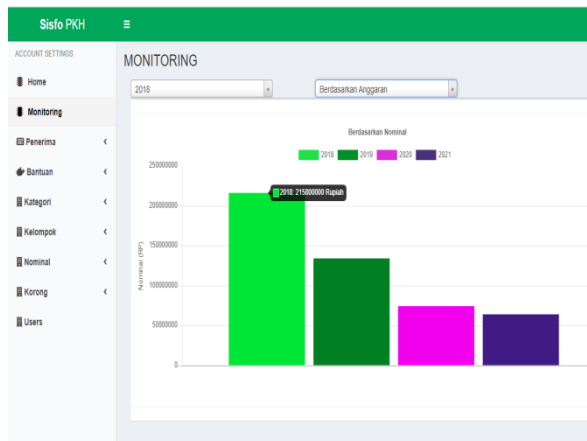 Sisfo PKH
ACCOUNT SETTINGS
Home
Monitoring
Penerima
Bantuan
Kategori
Kelompok
Nominal
Korong
Users
MONITORING
2018
Berdasarkan Anggaran
Berdasarkan Nominal
2018 2019 2020 2021
Nominal (RP)
250000000
200000000
150000000
100000000
50000000
0
2018: 215800000 Rupiah